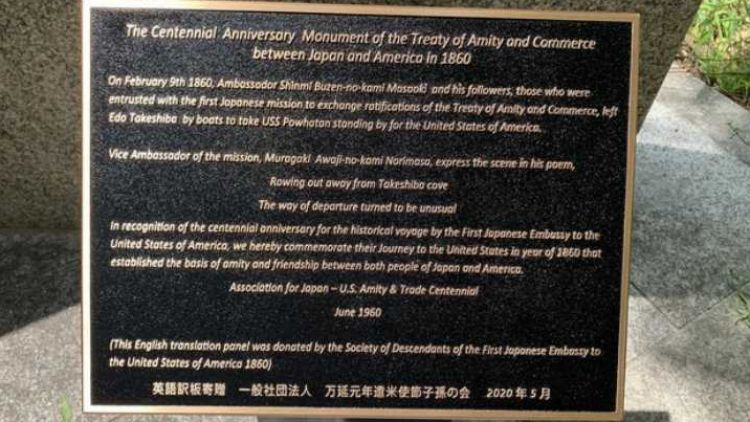 The Centennial Anniversary Monument of the Treaty of Amity and Commerce
between Japan and America in 1860
On February 9th 1860, Ambassador Shinmi Buzen-no-kami Masaoki and his followers, those who were
entrusted with the first Japanese mission to exchange ratifications of the Treaty of Amity and Commerce, left
Edo Takeshiba by boats to take USS Powhatan standing by for the United States of America.
Vice Ambassador of the mission, Muragaki Awaji-no-kami Norimasa, express the scene in his poem,
Rowing out away from Takeshiba cove
The way of departure turned to be unusual
In recognition of the centennial anniversary for the historical voyage by the First Japanese Embassy to the
United States of America, we hereby commemorate their Journey to the United States in year of 1860 that
established the basis of amity and friendship between both people of Japan and America.
Association for Japan – U.S. Amity & Trade Centennial
June 1960
(This English translation panel was donated by the Society of Descendants of the First Japanese Embassy to
the United States of America 1860)
英語訳板寄贈 一般社団法人 万延元年遣米使節子孫の会 2020年5月